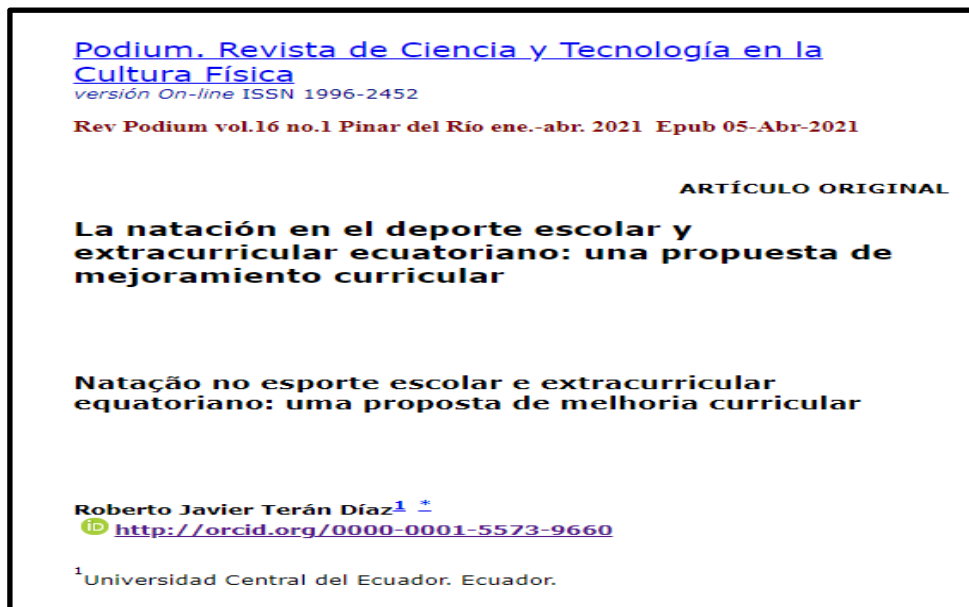 Podium. Revista de Ciencia y Tecnología en la
Cultura Física
versión On-line ISSN 1996-2452
Rev Podium vol.16 no.1 Pinar del Río ene.-abr. 2021 Epub 05-Abr-2021
ARTÍCULO ORIGINAL
La natación en el deporte escolar y
extracurricular ecuatoriano: una propuesta de
mejoramiento curricular
Natação no esporte escolar e extracurricular
equatoriano: uma proposta de melhoria curricular
Roberto Javier Terán Díaz1 *
iD http://orcid.org/0000-0001-5573-9660
1Universidad Central del Ecuador. Ecuador.